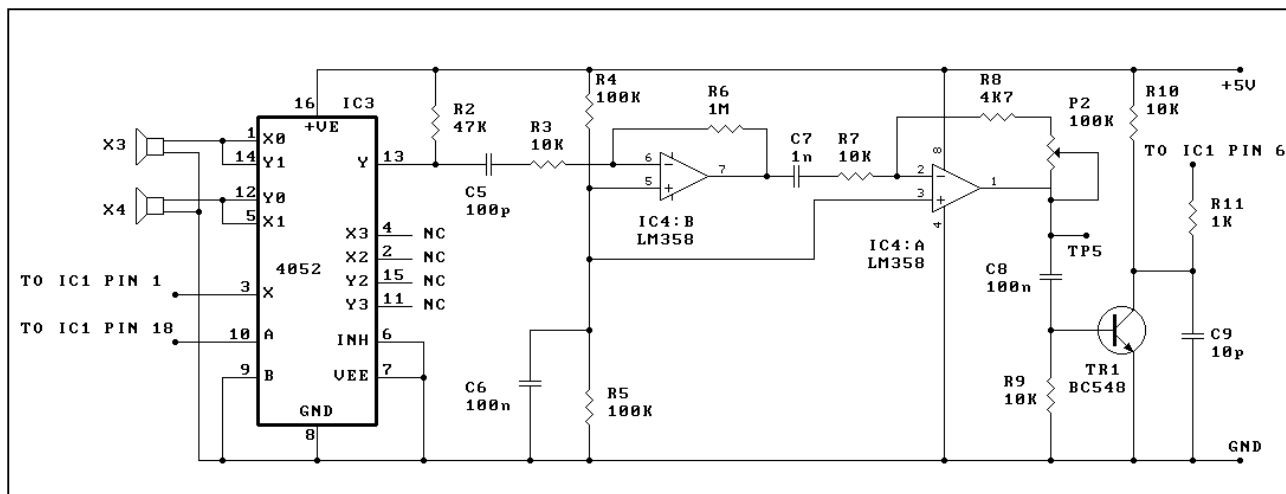 +5V
R4
100K
R8
4K7
R10
10K
16
IC3
+VE
R2
47K
R6
1M
P2
100K
X3
1
X0
14
Y1
Y
13
R3
10K
C7
1n
R7
10K
8
TO IC1 PIN 6
X4
12
Y0
5
X1
C5
100p
6
5
7
2
3
1
4
IC4:B
LM358
IC4:A
LM358
R11
1K
X3
4
NC
X2
2
NC
Y2
15
NC
Y3
11
NC
4052
TP5
TO IC1 PIN 1
3
X
C8
100n
TO IC1 PIN 18
10
A
INH
6
9
B
VEE
7
C6
100n
R5
100K
R9
10K
TR1
BC548
C9
10p
GND
8
GND